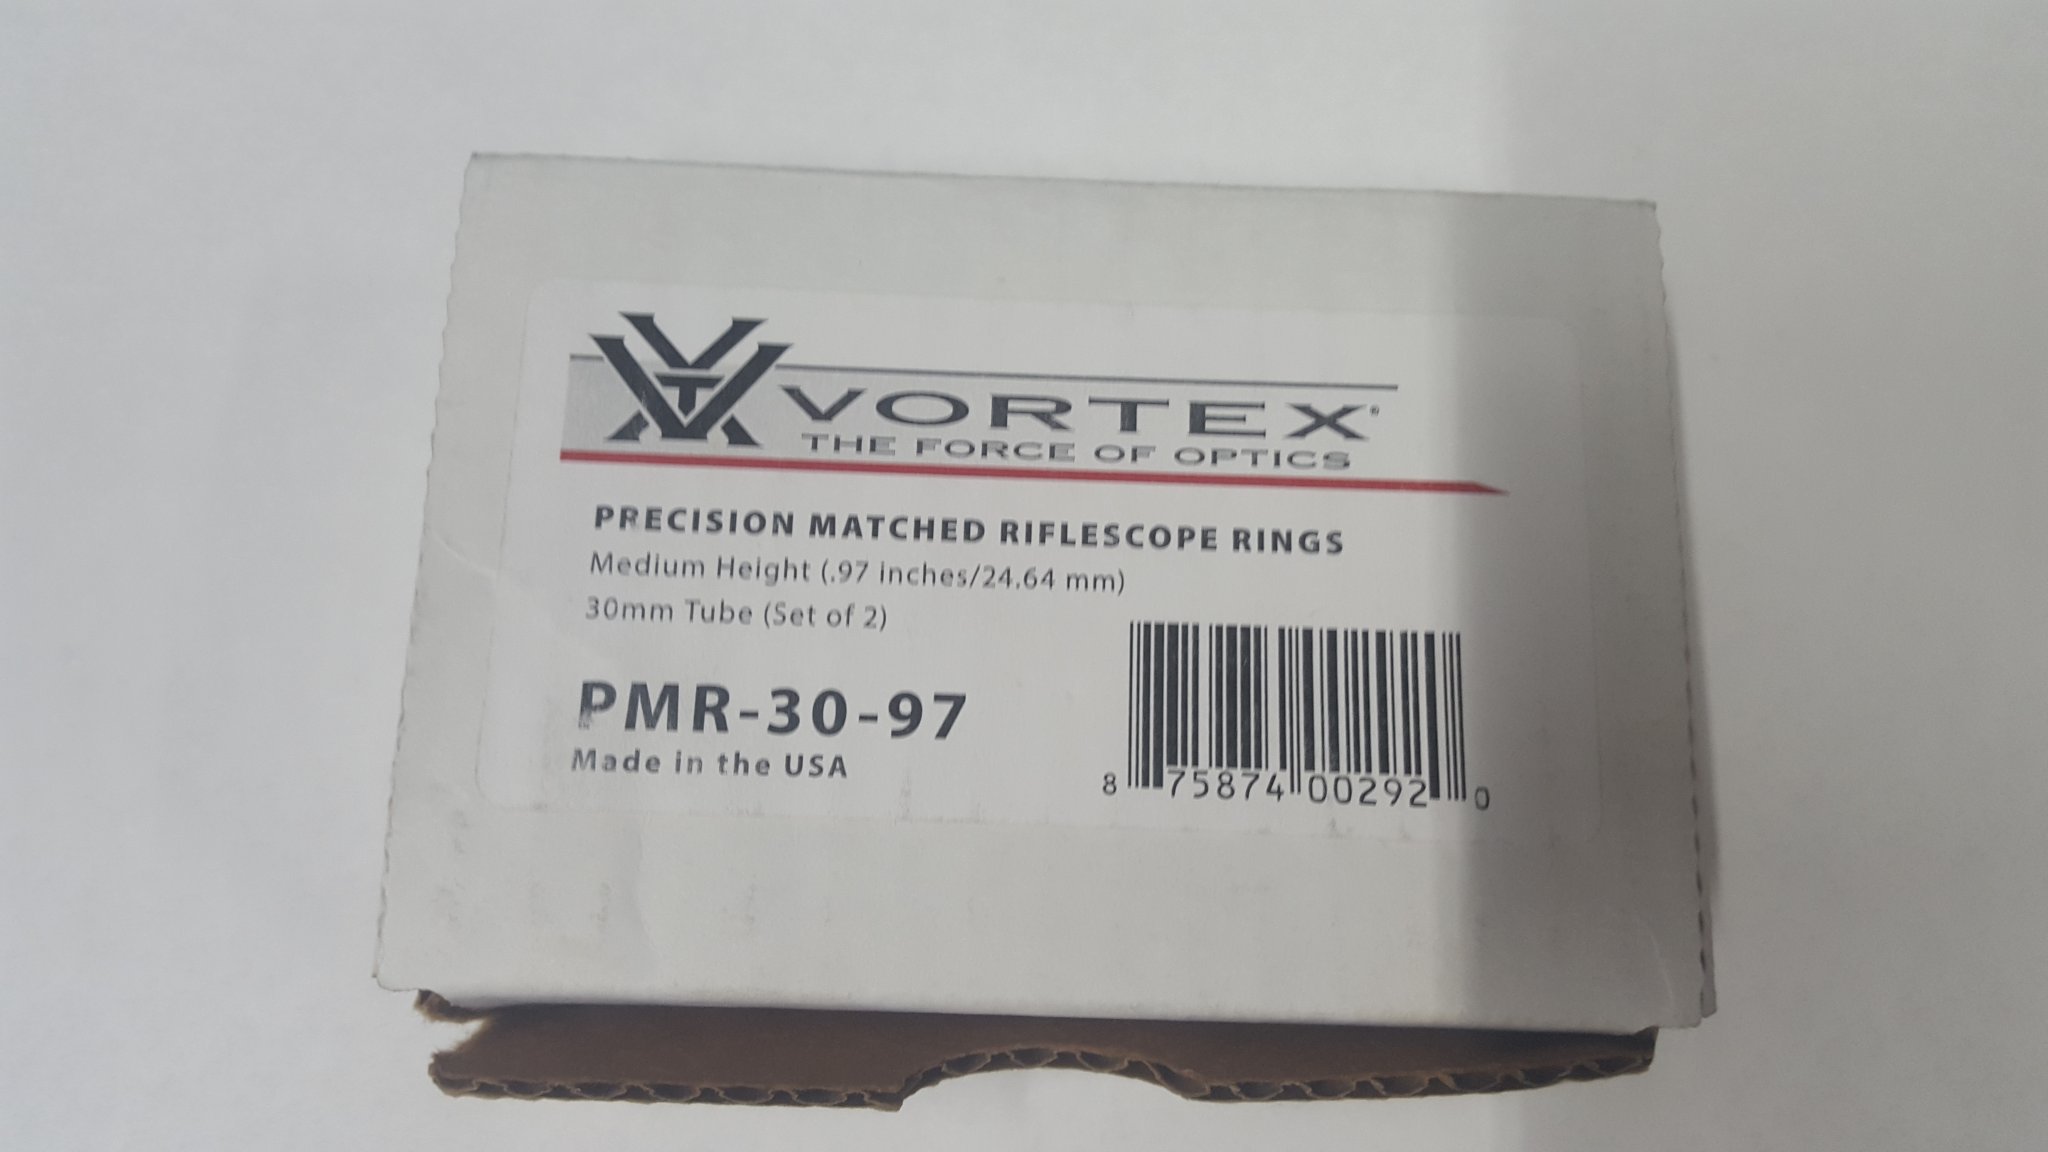 VORTEX®
THE FORCE OF OPTICS
PRECISION MATCHED RIFLESCOPE RINGS
Medium Height (.97 inches/24.64 mm)
30mm Tube (Set of 2)
PMR-30-97
Made in the USA
8 75874 00292 0